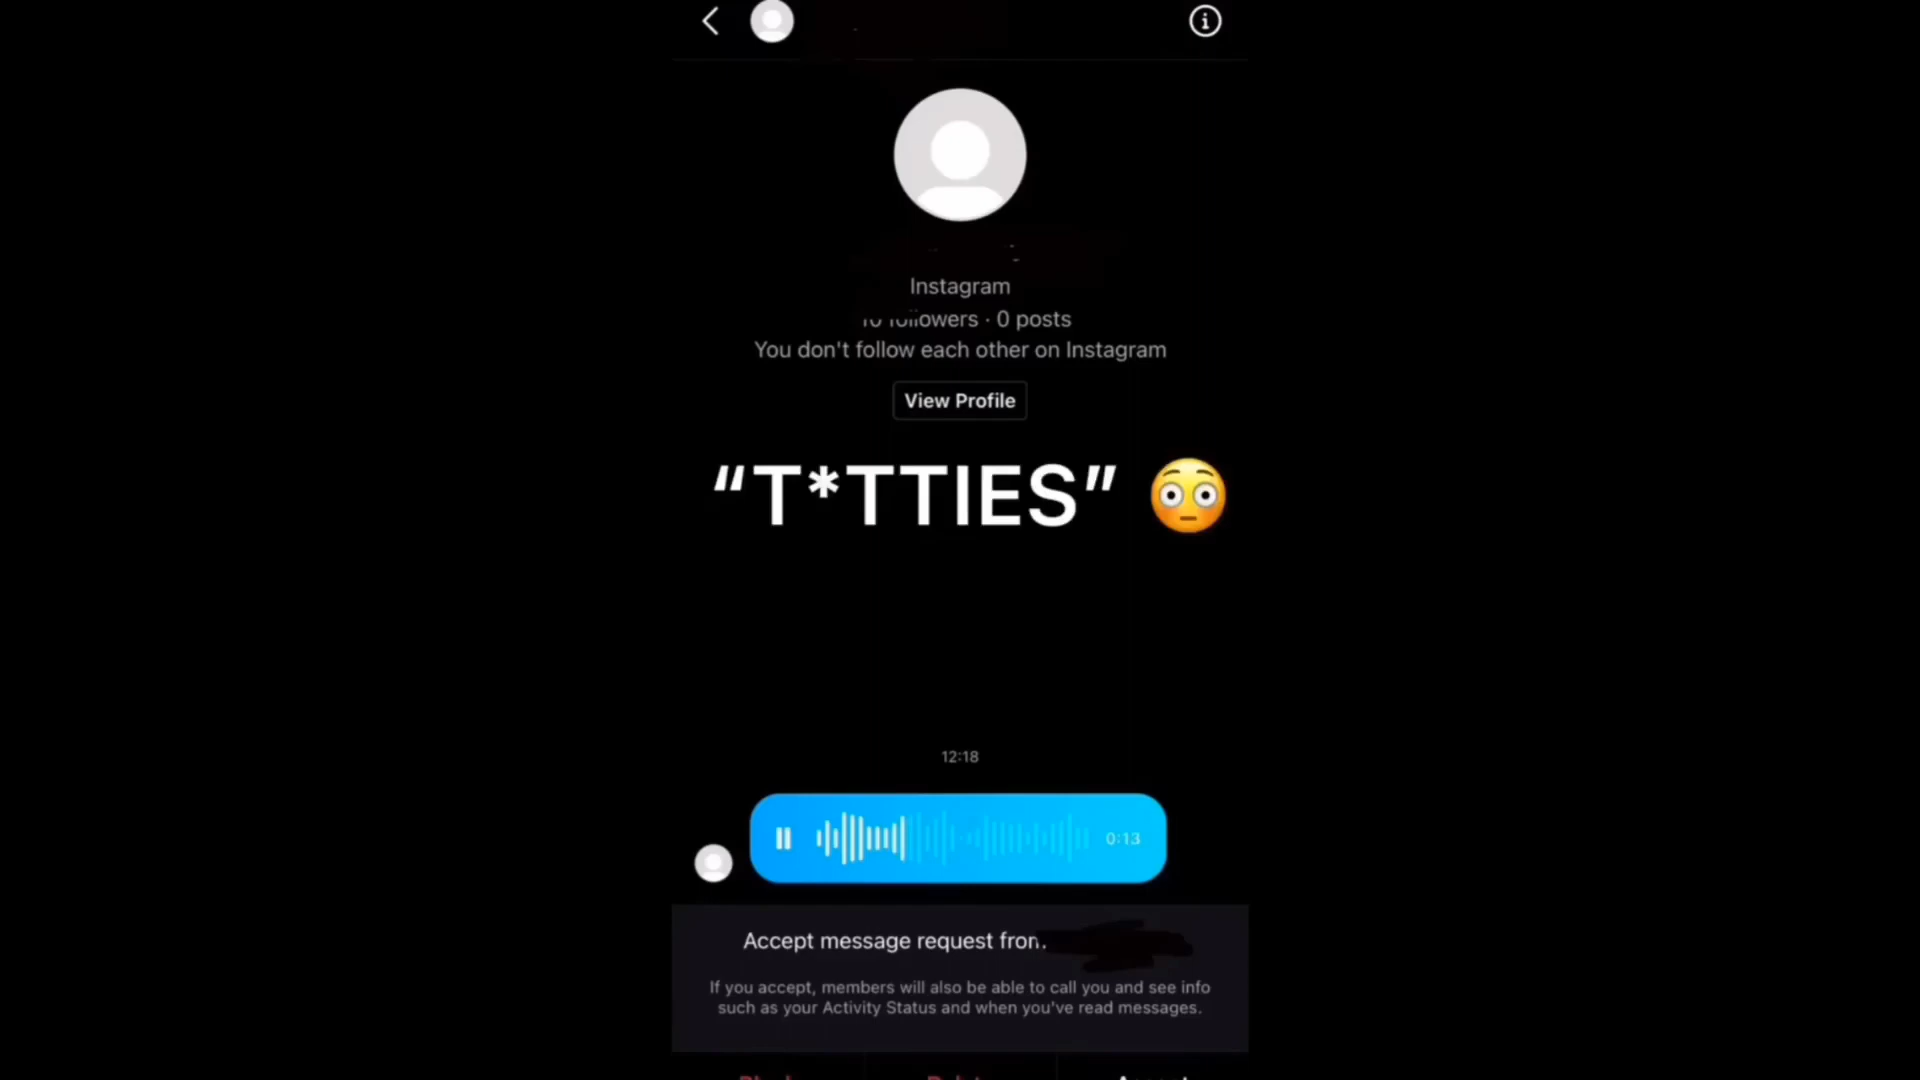 Instagram
followers · 0 posts
You don't follow each other on Instagram
View Profile
“T*TTIES” 😳
12:18
0:13
Accept message request from
If you accept, members will also be able to call you and see info
such as your Activity Status and when you've read messages.